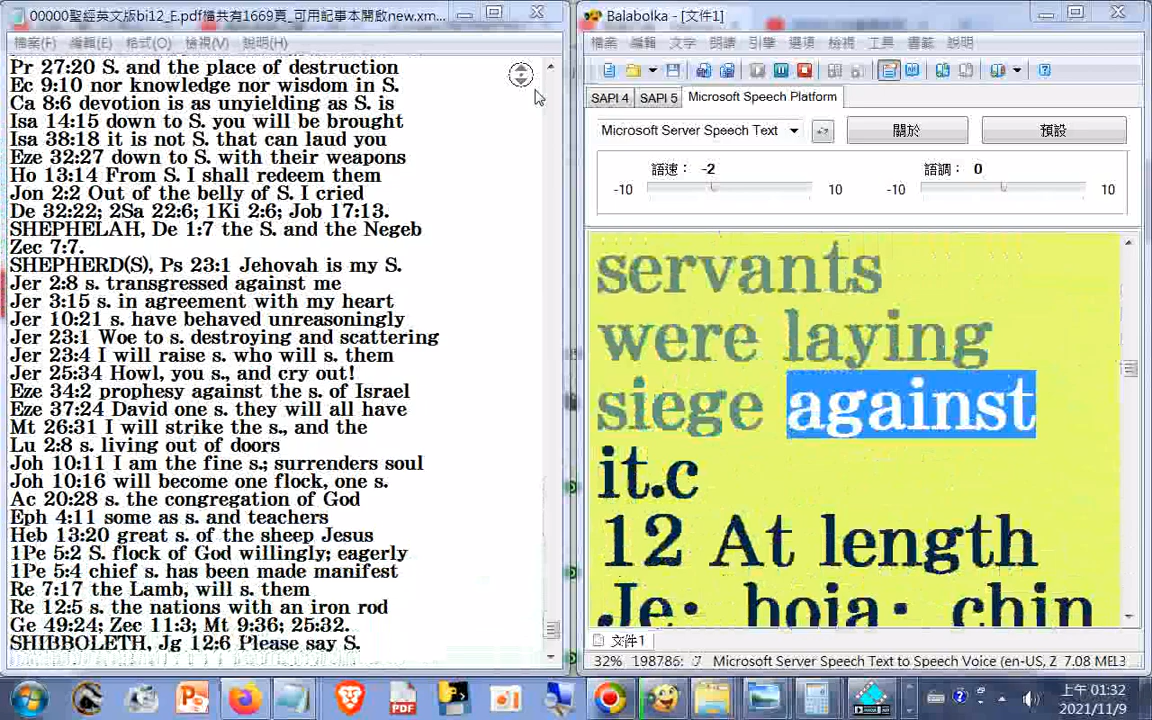 00000聖經英文版bi12_E.pdf檔共有1669頁_可用記事本開啟new.xm...
檔案(F) 編輯(E) 格式(O) 檢視(V) 說明(H)
Pr 27:20 S. and the place of destruction
Ec 9:10 nor knowledge nor wisdom in S.
Ca 8:6 devotion is as unyielding as S. is
Isa 14:15 down to S. you will be brought
Isa 38:18 it is not S. that can laud you
Eze 32:27 down to S. with their weapons
Ho 13:14 From S. I shall redeem them
Jon 2:2 Out of the belly of S. I cried
De 32:22; 2Sa 22:6; 1Ki 2:6; Job 17:13.
SHEPHELAH, De 1:7 the S. and the Negeb
Zec 7:7.
SHEPHERD(S), Ps 23:1 Jehovah is my S.
Jer 2:8 s. transgressed against me
Jer 3:15 s. in agreement with my heart
Jer 10:21 s. have behaved unreasoningly
Jer 23:1 Woe to s. destroying and scattering
Jer 23:4 I will raise s. who will s. them
Jer 25:34 Howl, you s., and cry out!
Eze 34:2 prophesy against the s. of Israel
Eze 37:24 David one s. they will all have
Mt 26:31 I will strike the s., and the
Lu 2:8 s. living out of doors
Joh 10:11 I am the fine s.; surrenders soul
Joh 10:16 will become one flock, one s.
Ac 20:28 s. the congregation of God
Eph 4:11 some as s. and teachers
Heb 13:20 great s. of the sheep Jesus
1Pe 5:2 S. flock of God willingly; eagerly
1Pe 5:4 chief s. has been made manifest
Re 7:17 the Lamb, will s. them
Re 12:5 s. the nations with an iron rod
Ge 49:24; Zec 11:3; Mt 9:36; 25:32.
SHIBBOLETH, Jg 12:6 Please say S.
Balabolka - [文件1]
檔案 編輯 文字 朗讀 引擎 選項 檢視 工具 書籤 說明
SAPI 4 SAPI 5 Microsoft Speech Platform
Microsoft Server Speech Text 關於 預設
語速： -2 語調： 0
-10 10 -10 10
servants
were laying
siege against
it.c
12 At length
Je· hoia· chin
文件1
32% 198786: Microsoft Server Speech Text to Speech Voice (en-US, Z 7.08 МЕ
PDF
上午 01:32
2021/11/9